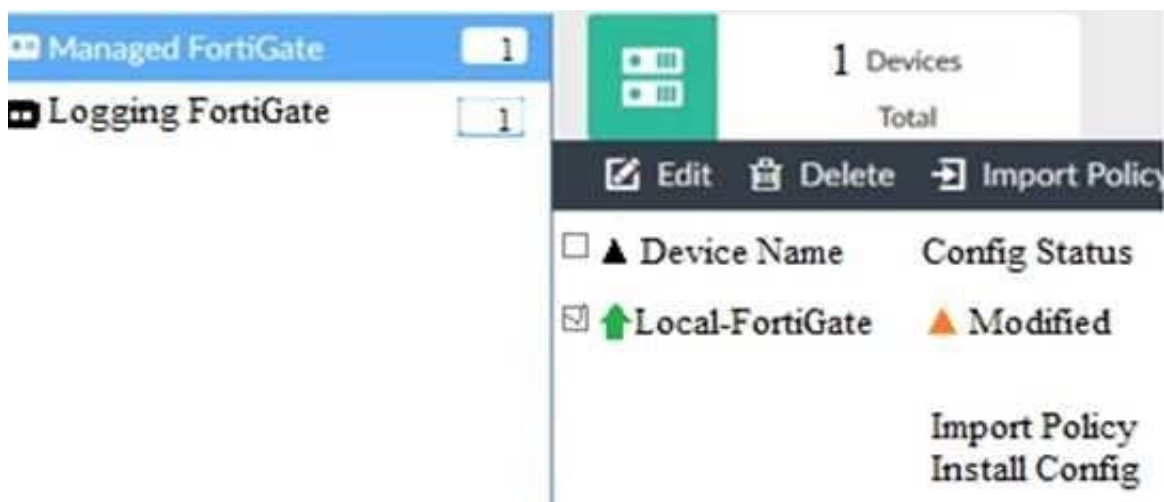 Managed FortiGate 1
Logging FortiGate 1
1 Devices
Total
Edit Delete Import Policy
Device Name Config Status
Local-FortiGate Modified
Import Policy
Install Config